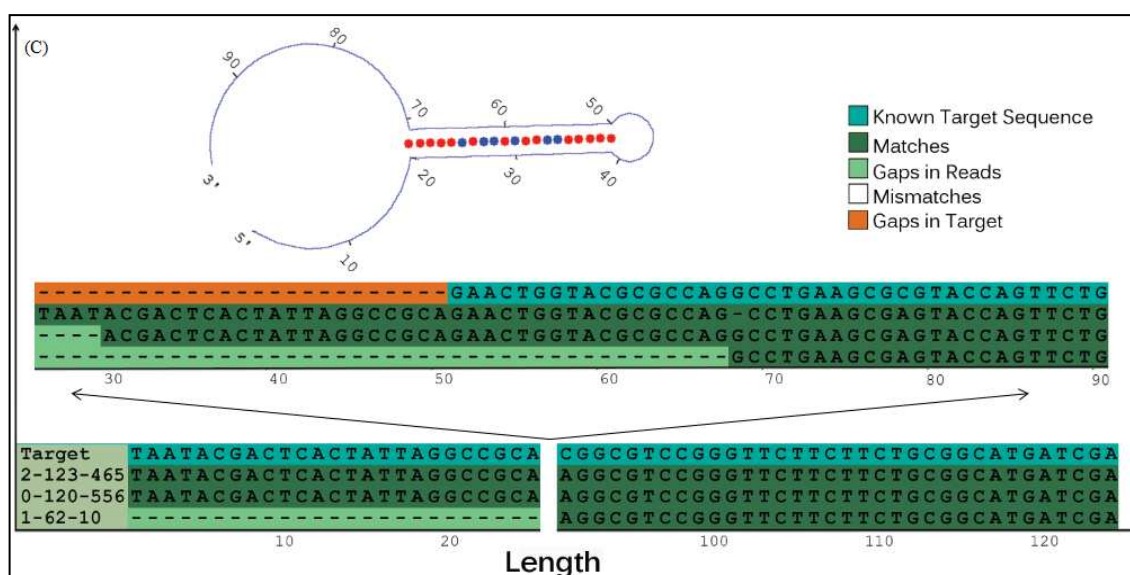 (C)
90
80
70
60
50
3'
5'
10
20
30
40
Known Target Sequence
Matches
Gaps in Reads
Mismatches
Gaps in Target
-------------------------GAACTGGTACGCGCCAGGCCTGAAGCGCGTACCAGTTCTG
TAATACGACTCACTATTAGGCCGCAGAACTGGTACGCGCCAG-CCTGAAGCGAGTACCAGTTCTG
----ACGACTCACTATTAGGCCGCAGAACTGGTACGCGCCAGGCCTGAAGCGAGTACCAGTTCTG
------------------------------------------GCCTGAAGCGAGTACCAGTTCTG
30 40 50 60 70 80 90
Target TAATACGACTCACTATTAGGCCGCA CGGCGTCCGGGTTCTTCTTCTGCGGCATGATCGA
2-123-465 TAATACGACTCACTATTAGGCCGCA AGGCGTCCGGGTTCTTCTTCTGCGGCATGATCGA
0-120-556 TAATACGACTCACTATTAGGCCGCA AGGCGTCCGGGTTCTTCTTCTGCGGCATGATCGA
1-62-10 ------------------------- AGGCGTCCGGGTTCTTCTTCTGCGGCATGATCGA
10 20 100 110 120
Length